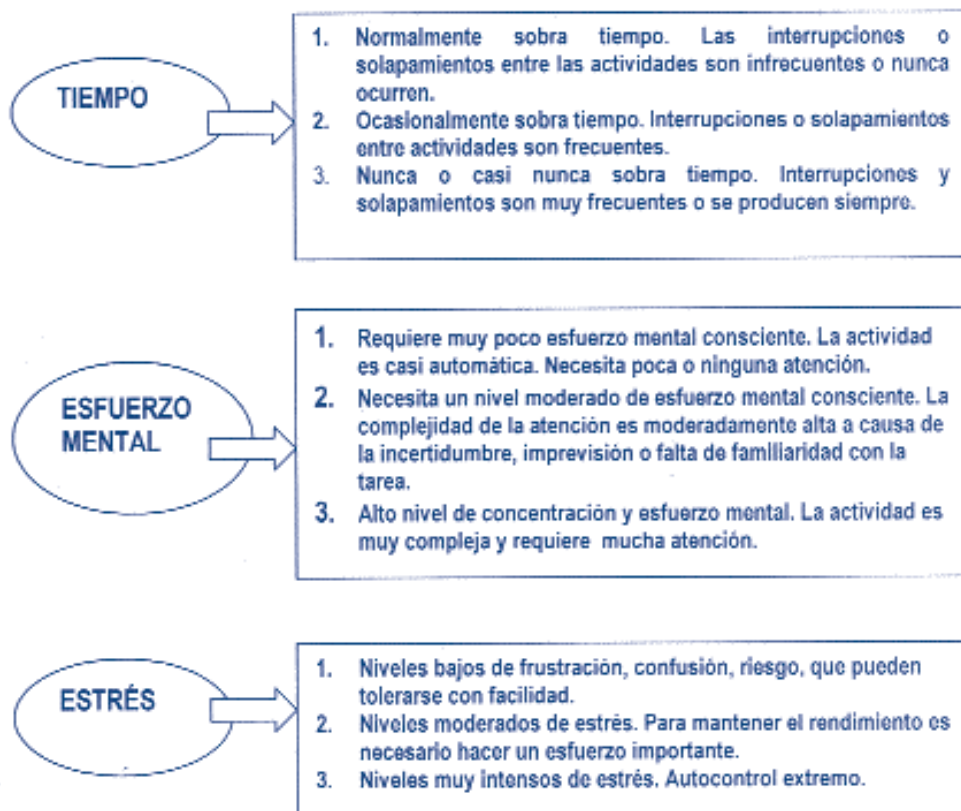 TIEMPO
1. Normalmente sobra tiempo. Las interrupciones o
solapamientos entre las actividades son infrecuentes o nunca
ocurren.
2. Ocasionalmente sobra tiempo. Interrupciones o solapamientos
entre actividades son frecuentes.
3. Nunca o casi nunca sobra tiempo. Interrupciones y
solapamientos son muy frecuentes o se producen siempre.
ESFUERZO
MENTAL
1. Requiere muy poco esfuerzo mental consciente. La actividad
es casi automática. Necesita poca o ninguna atención.
2. Necesita un nivel moderado de esfuerzo mental consciente. La
complejidad de la atención es moderadamente alta a causa de
la incertidumbre, imprevisión o falta de familiaridad con la
tarea.
3. Alto nivel de concentración y esfuerzo mental. La actividad es
muy compleja y requiere mucha atención.
ESTRÉS
1. Niveles bajos de frustración, confusión, riesgo, que pueden
tolerarse con facilidad.
2. Niveles moderados de estrés. Para mantener el rendimiento es
necesario hacer un esfuerzo importante.
3. Niveles muy intensos de estrés. Autocontrol extremo.